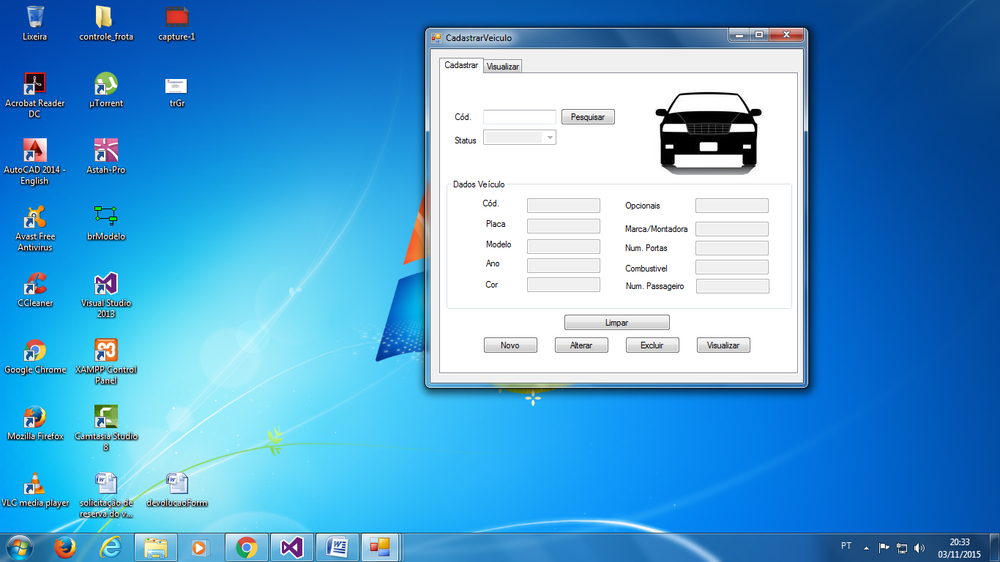 Lixeira
controle_frota
capture-1
Acrobat Reader
DC
µTorrent
trGr
AutoCAD 2014 -
English
Astah-Pro
Avast Free
Antivirus
brModelo
CCleaner
Visual Studio
2013
Google Chrome
XAMPP Control
Panel
Mozilla Firefox
Camtasia Studio
8
VLC media player
solicitação de
reserva do v...
devolucaoForm
CadastrarVeiculo
Cadastrar
Visualizar
Cód.
Pesquisar
Status
Dados Veículo
Cód.
Opcionais
Placa
Marca/Montadora
Modelo
Num. Portas
Ano
Combustivel
Cor
Num. Passageiro
Limpar
Novo
Alterar
Excluir
Visualizar
PT
20:33
03/11/2015